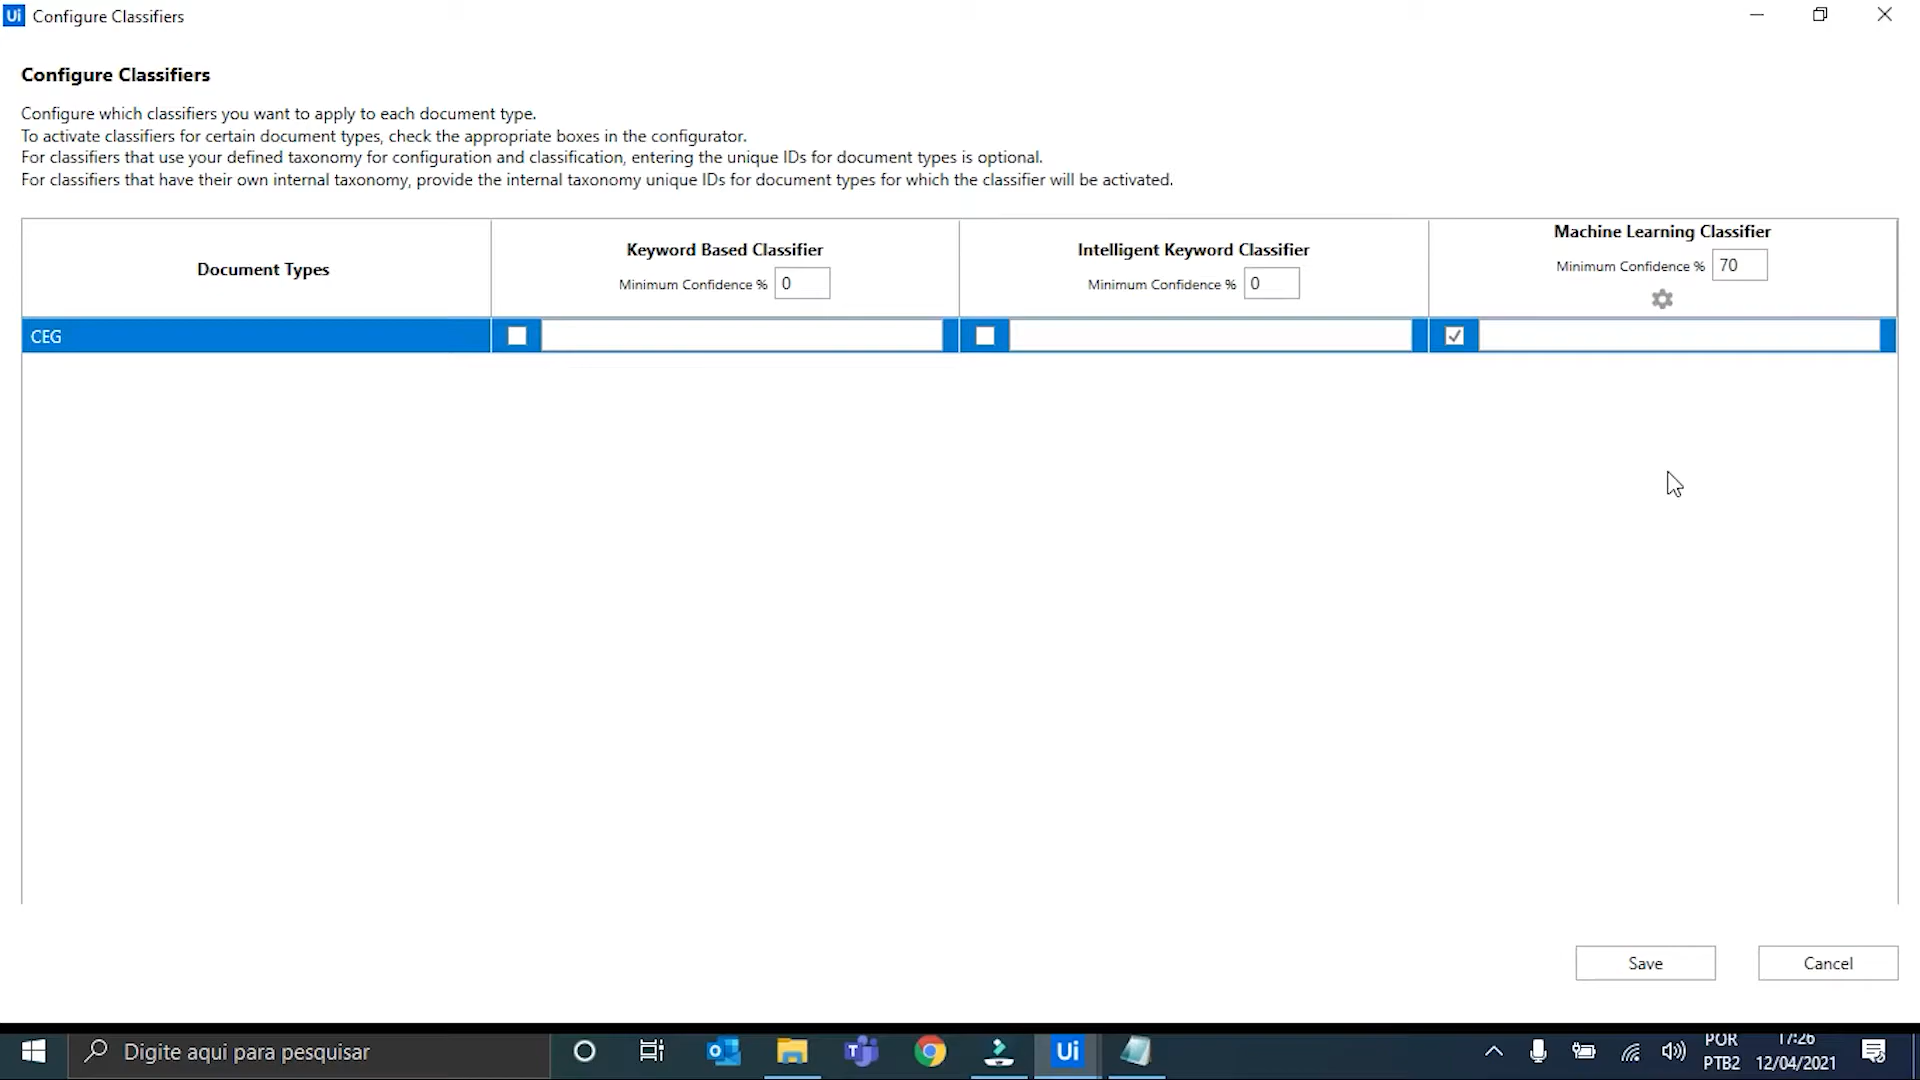 Ui Configure Classifiers
Configure Classifiers
Configure which classifiers you want to apply to each document type.
To activate classifiers for certain document types, check the appropriate boxes in the configurator.
For classifiers that use your defined taxonomy for configuration and classification, entering the unique IDs for document types is optional.
For classifiers that have their own internal taxonomy, provide the internal taxonomy unique IDs for document types for which the classifier will be activated.
Document Types
Keyword Based Classifier
Minimum Confidence % 0
Intelligent Keyword Classifier
Minimum Confidence % 0
Machine Learning Classifier
Minimum Confidence % 70
CEG
Save
Cancel
Digite aqui para pesquisar
Ui
POR
PTB2
17:26
12/04/2021